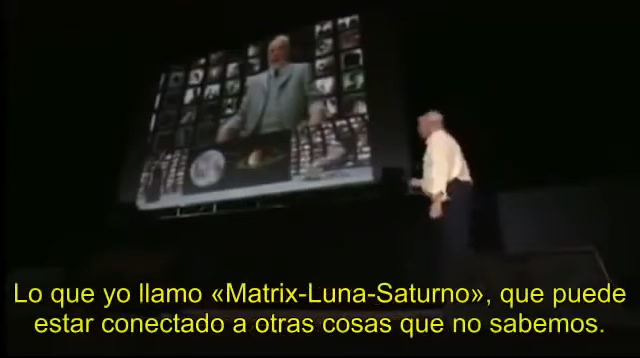 Lo que yo llamo «Matrix-Luna-Saturno», que puede
estar conectado a otras cosas que no sabemos.